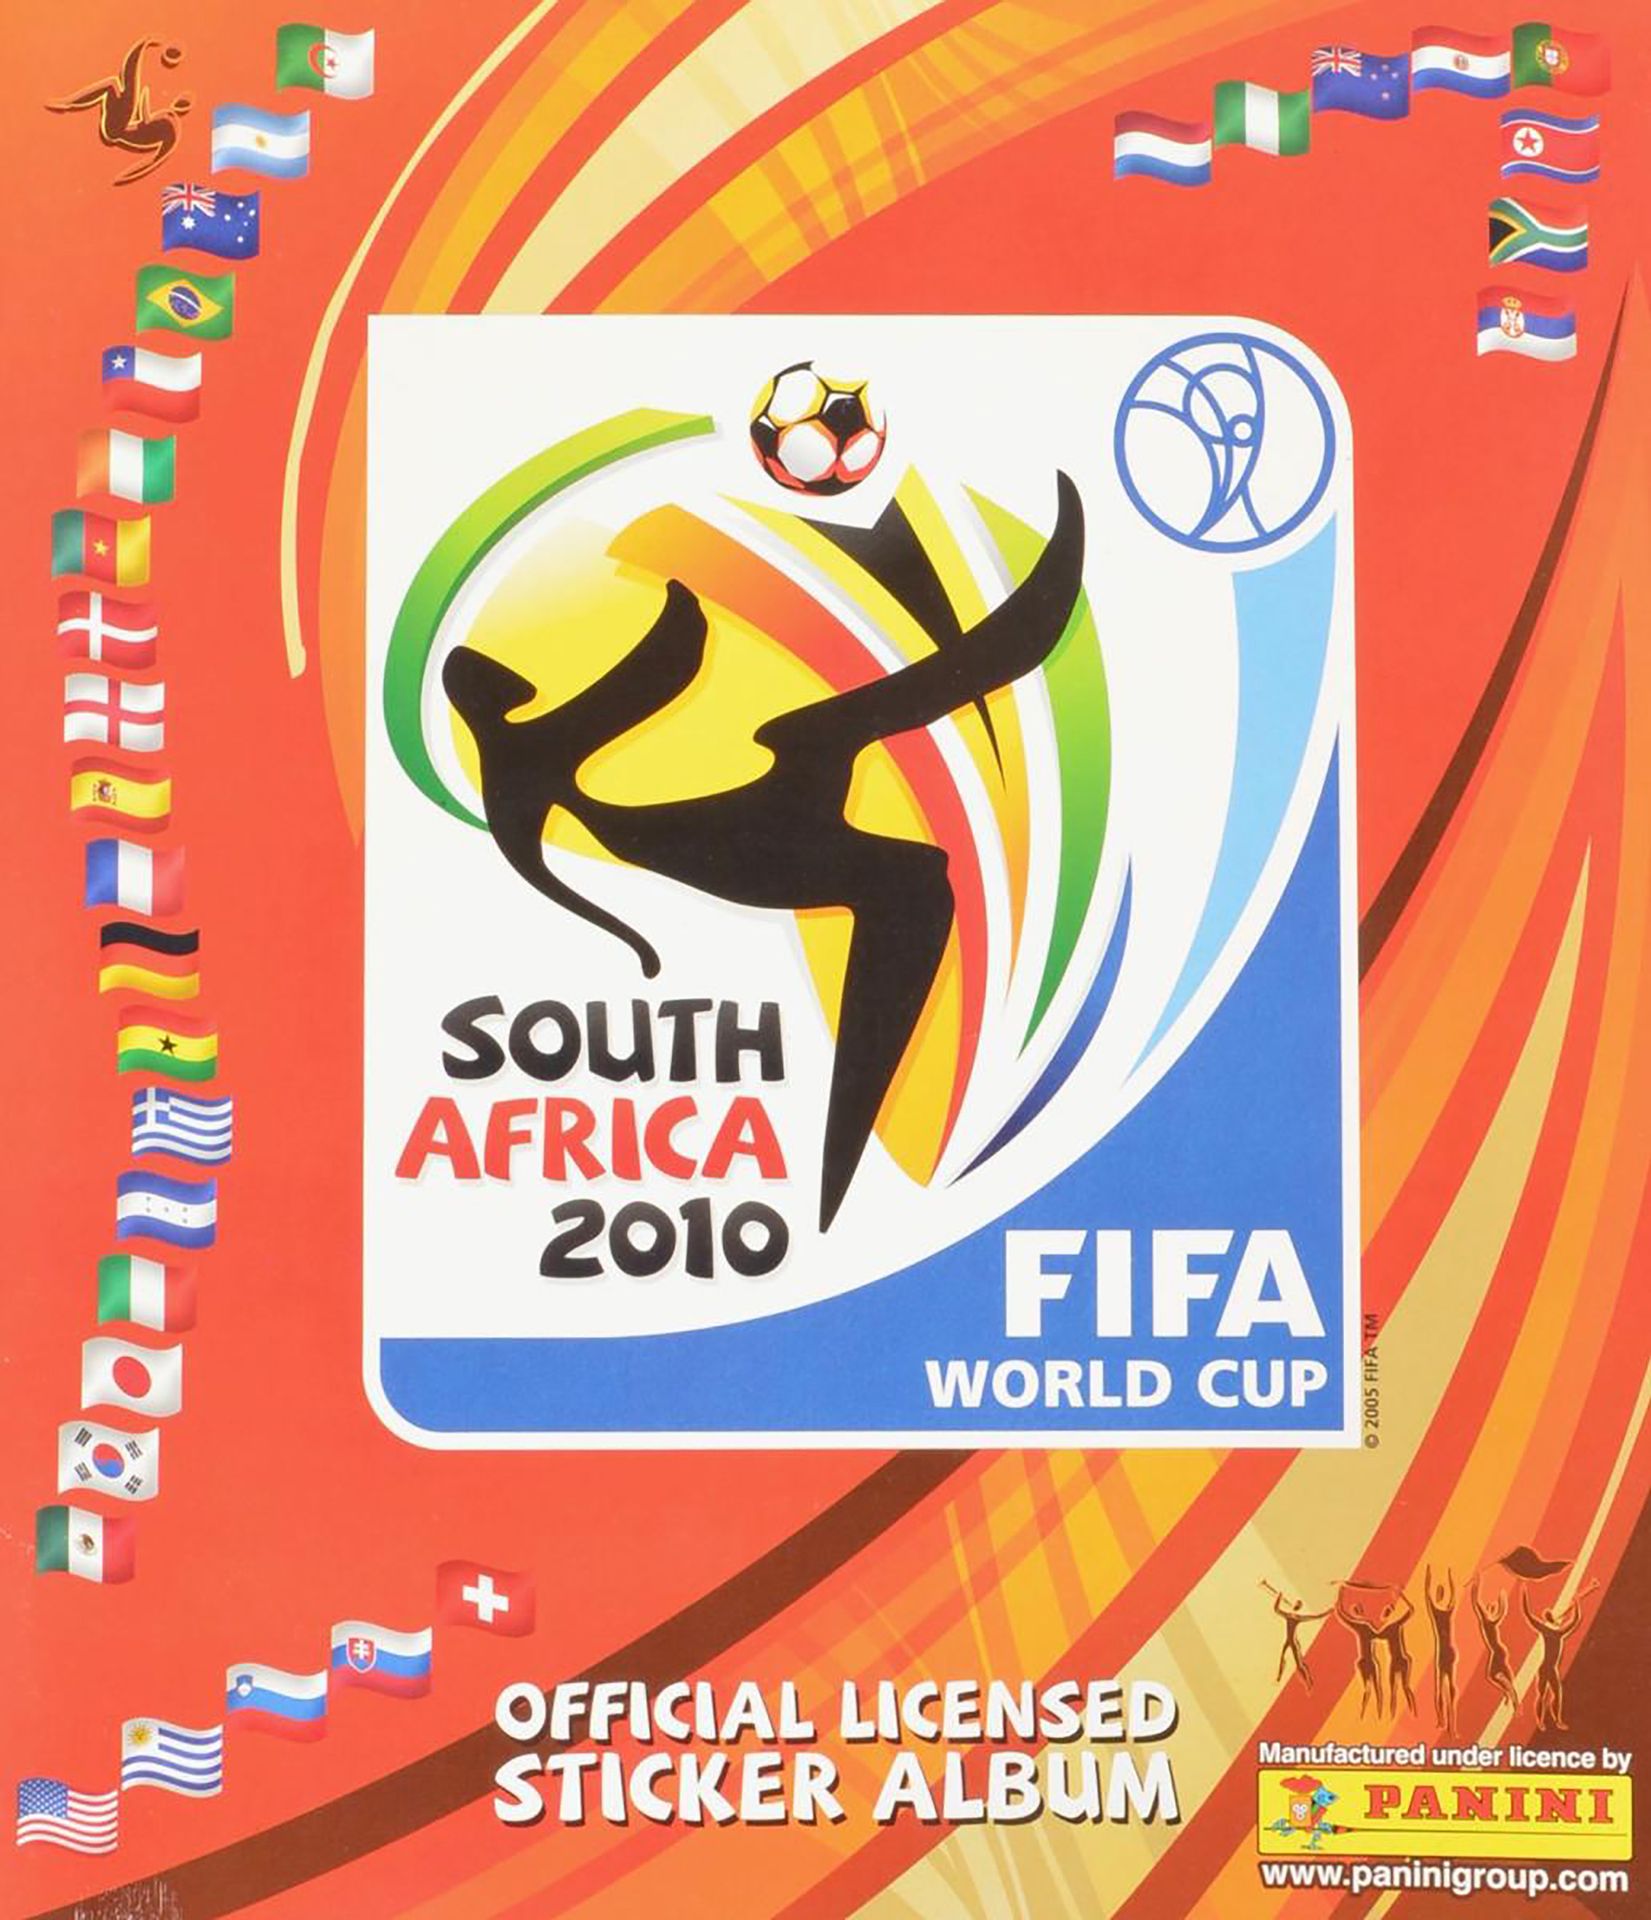 SOUTH
AFRICA
2010
FIFA
WORLD CUP
© 2005 FIFA TM
OFFICIAL LICENSED
STICKER ALBUM
Manufactured under licence by
PANINI
www.paninigroup.com